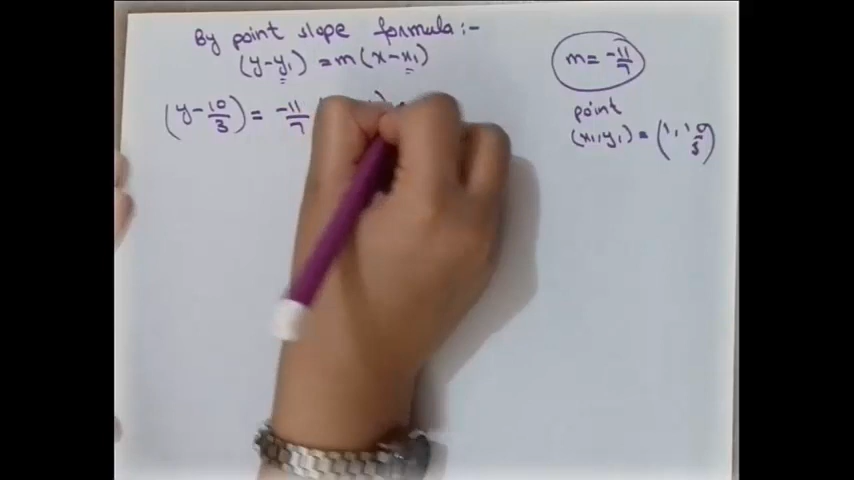 By point slope formula :-
(y-y₁) = m(x-x₁)
(y-10/3) = -11/7
m = -11/7
point
(x₁,y₁) = (1, 10/3)